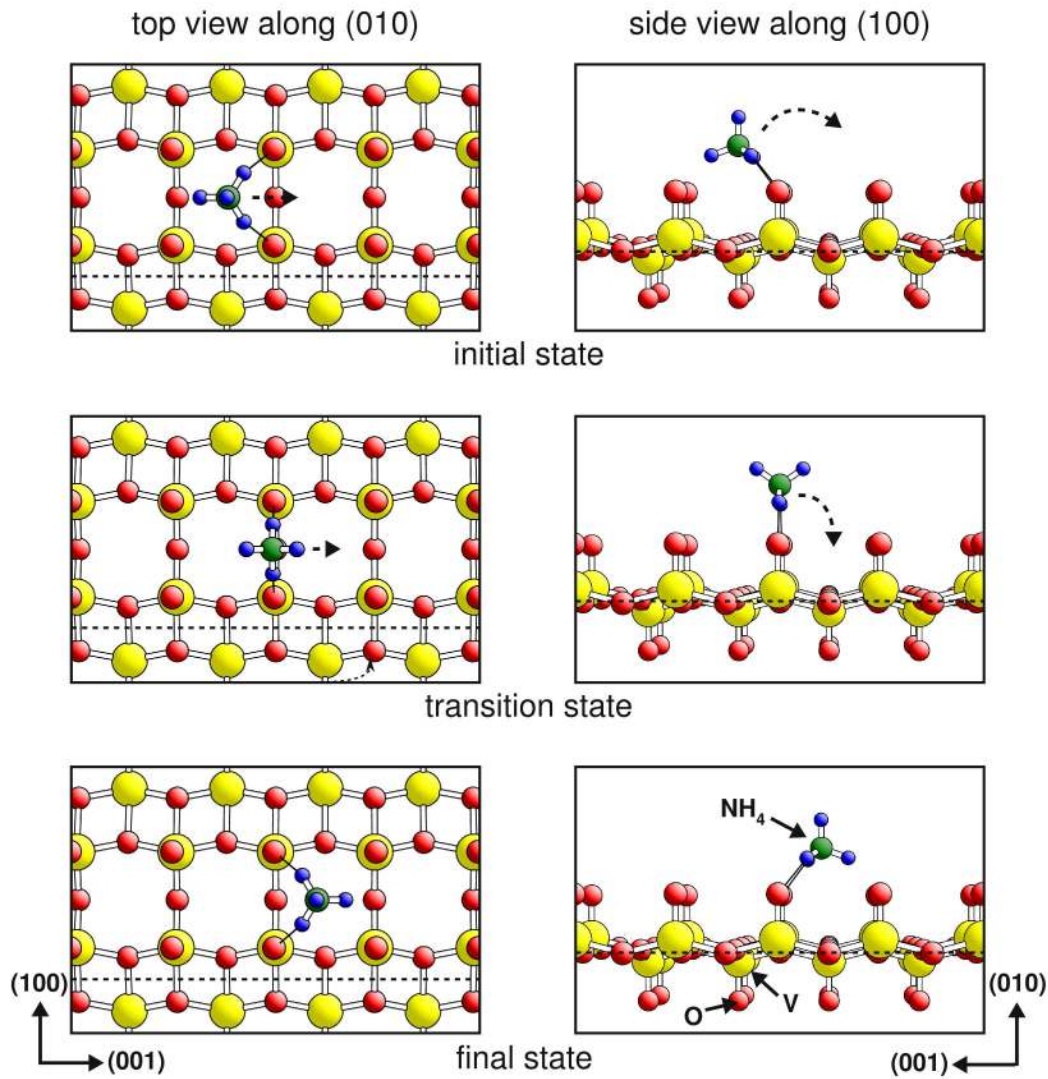 top view along (010)
side view along (100)
initial state
transition state
NH4
O
V
(100)
(001)
(010)
(001)
final state